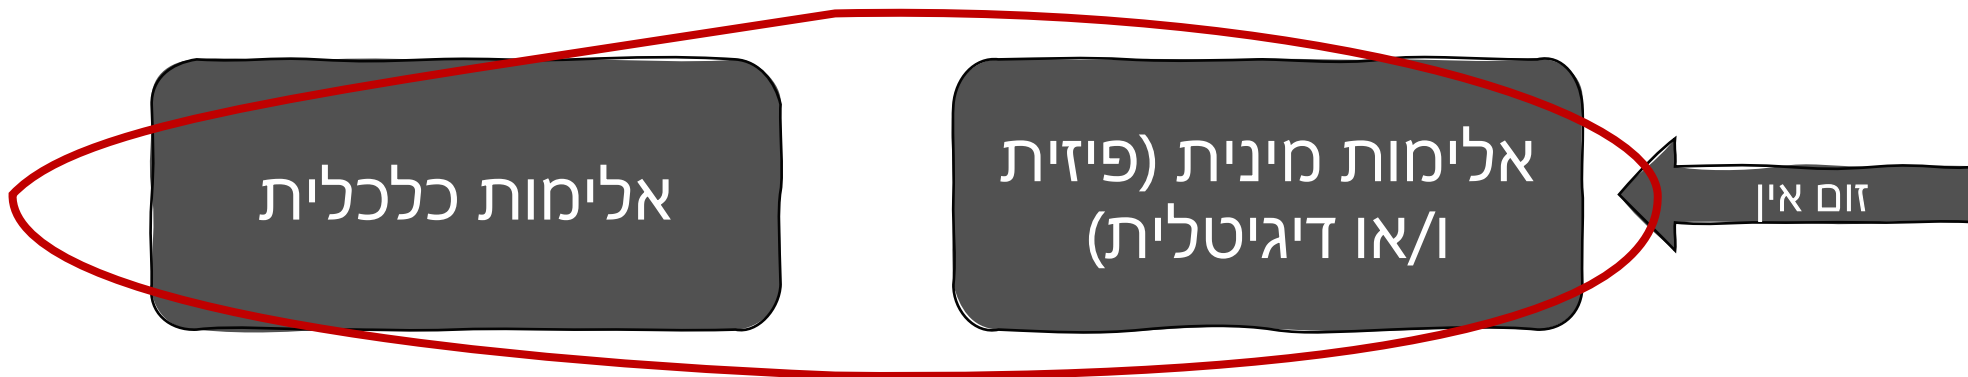 זום אין
אלימות מינית (פיזית
ו/או דיגיטלית)
אלימות כלכלית